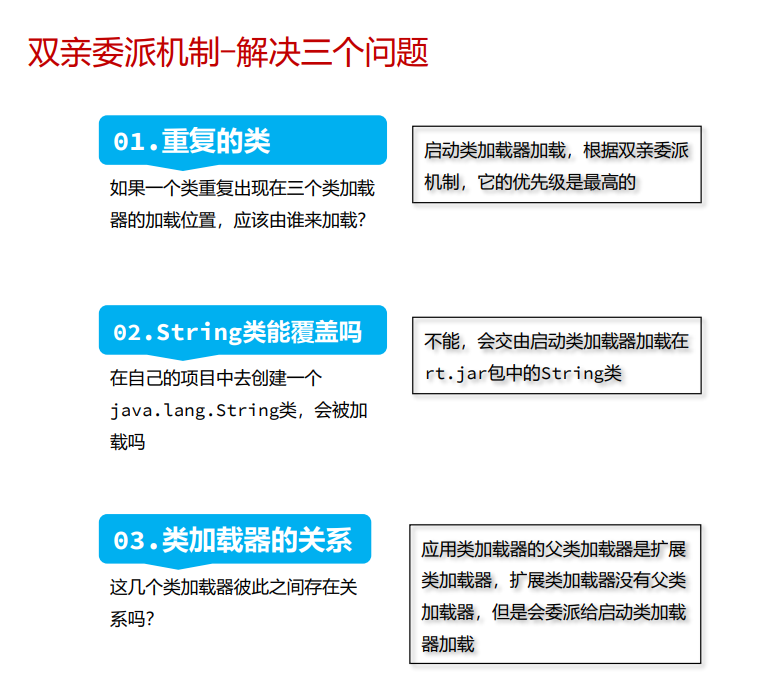 双亲委派机制–解决三个问题
01.重复的类
如果一个类重复出现在三个类加载
器的加载位置，应该由谁来加载？
启动类加载器加载，根据双亲委派
机制，它的优先级是最高的
02.String类能覆盖吗
在自己的项目中去创建一个
java.lang.String类，会被加
载吗
不能，会交由启动类加载器加载在
rt.jar包中的String类
03.类加载器的关系
这几个类加载器彼此之间存在关
系吗？
应用类加载器的父类加载器是扩展
类加载器，扩展类加载器没有父类
加载器，但是会委派给启动类加载
器加载